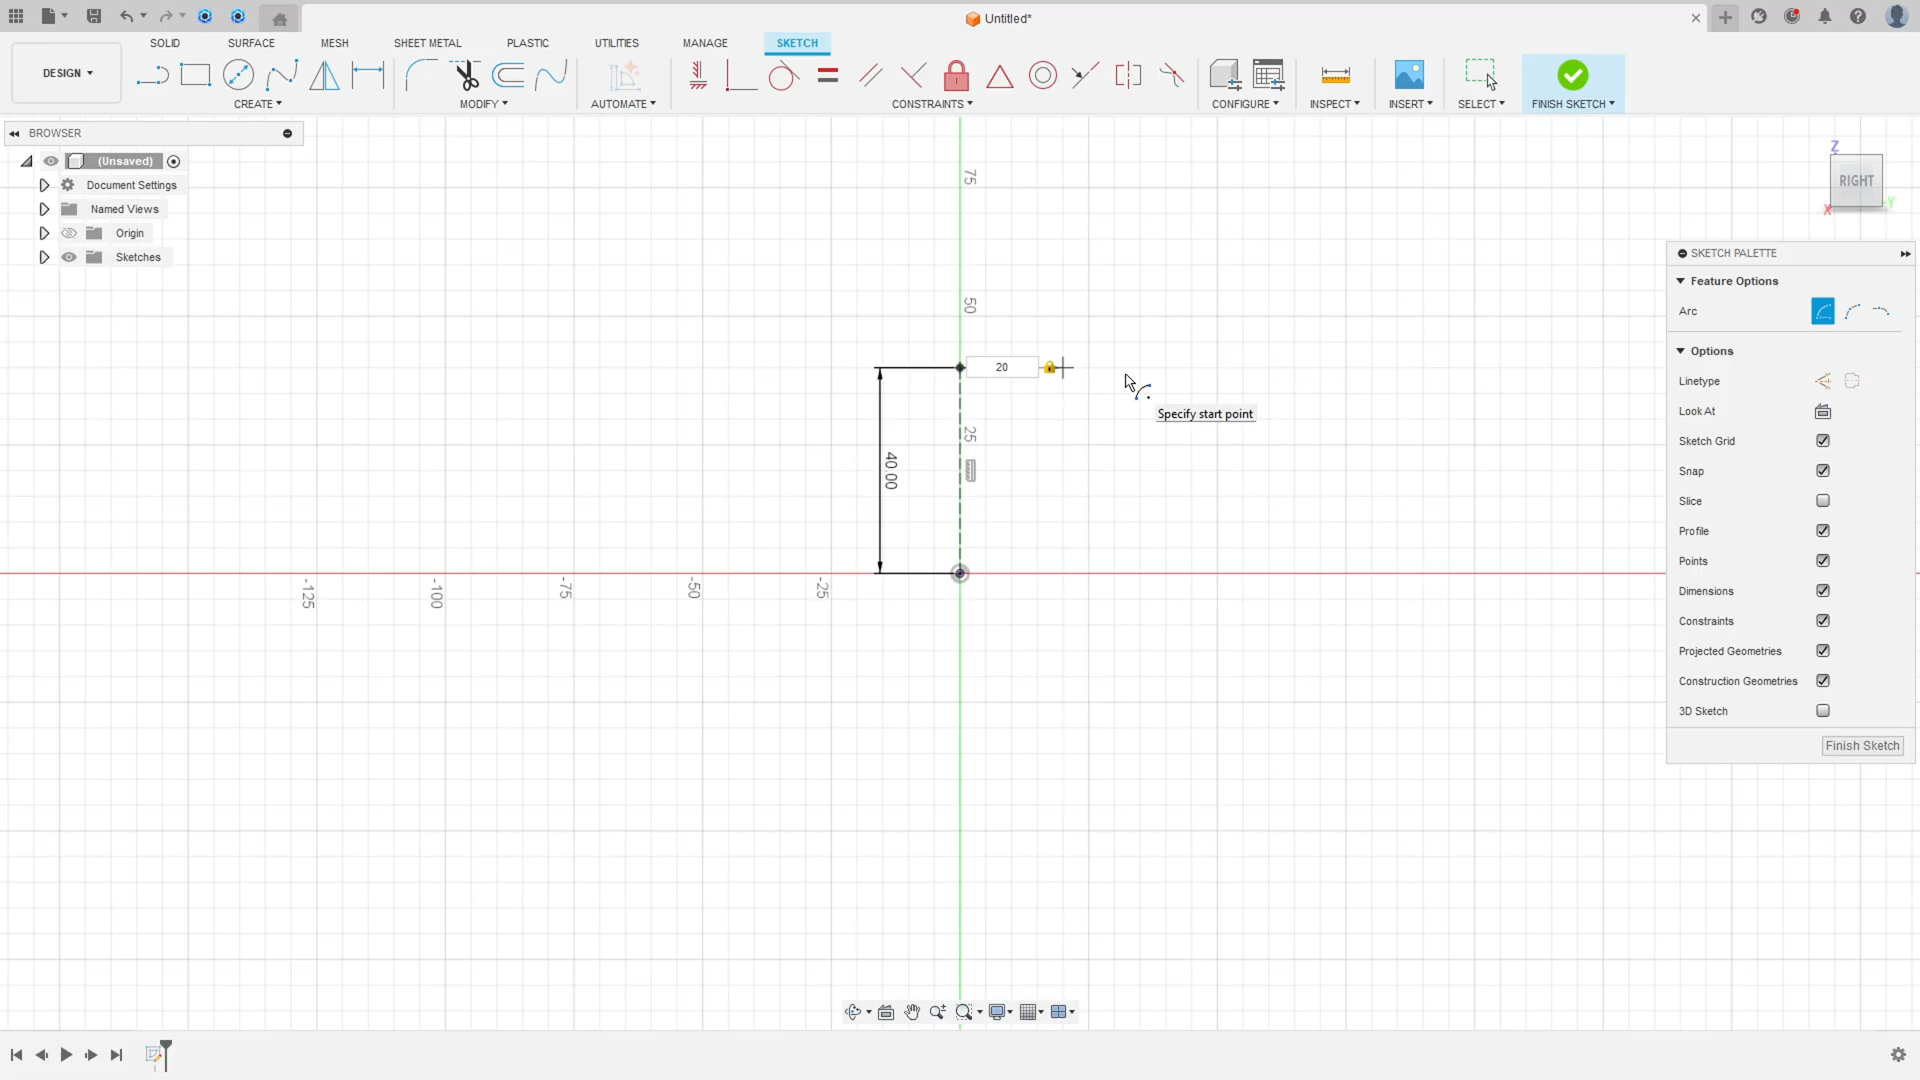 Untitled*
SOLID
SURFACE
MESH
SHEET METAL
PLASTIC
UTILITIES
MANAGE
SKETCH
DESIGN
CREATE
MODIFY
AUTOMATE
CONSTRAINTS
CONFIGURE
INSPECT
INSERT
SELECT
FINISH SKETCH
BROWSER
(Unsaved)
Document Settings
Named Views
Origin
Sketches
75
50
25
20
40.00
Specify start point
-125
-100
-75
-50
-25
Z
RIGHT
X
Y
SKETCH PALETTE
Feature Options
Arc
Options
Linetype
Look At
Sketch Grid
Snap
Slice
Profile
Points
Dimensions
Constraints
Projected Geometries
Construction Geometries
3D Sketch
Finish Sketch